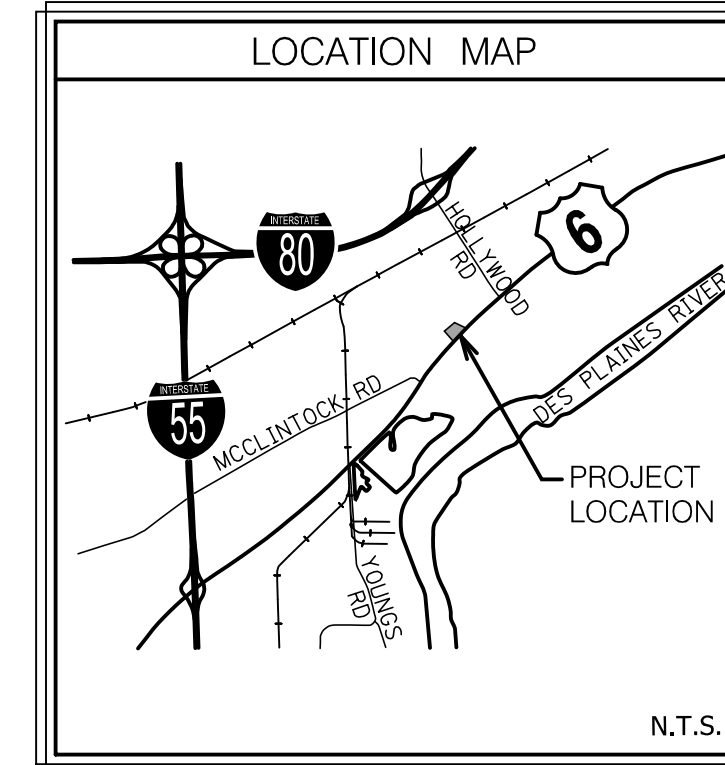 LOCATION MAP
INTERSTATE
80
HOLLYWOOD
RD
6
DES PLAINES RIVER
INTERSTATE
55
MCCLINTOCK RD
PROJECT
LOCATION
YOUNGS
RD
N.T.S.